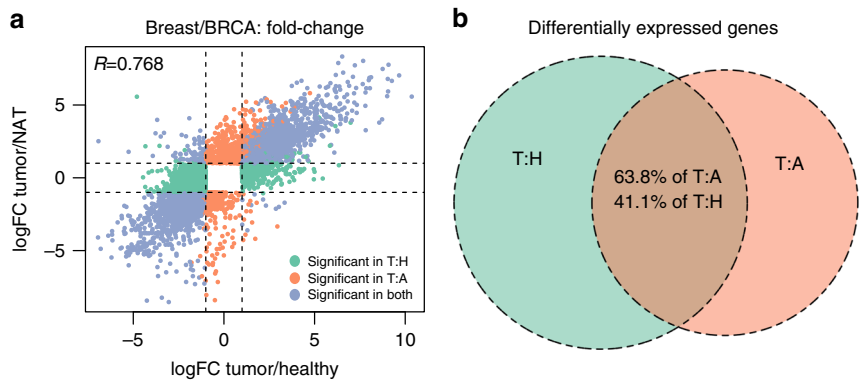 a
Breast/BRCA: fold-change
R=0.768
logFC tumor/NAT
5
0
−5
Significant in T:H
Significant in T:A
Significant in both
−5
0
5
10
logFC tumor/healthy
b
Differentially expressed genes
T:H
63.8% of T:A
41.1% of T:H
T:A